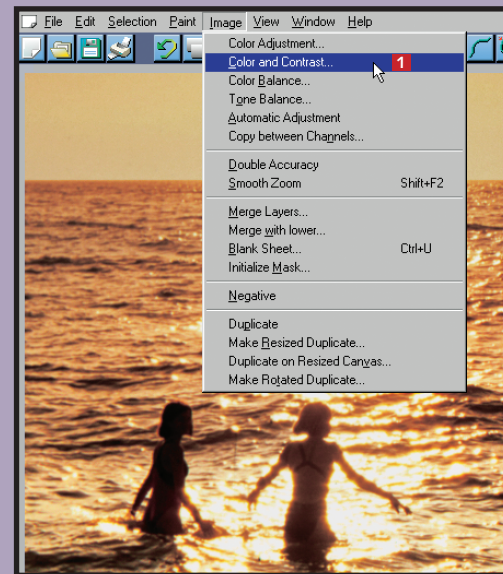 File Edit Selection Paint Image View Window Help
Color Adjustment...
Color and Contrast... 1
Color Balance...
Tone Balance...
Automatic Adjustment
Copy between Channels...
Double Accuracy
Smooth Zoom Shift+F2
Merge Layers...
Merge with lower...
Blank Sheet... Ctrl+U
Initialize Mask...
Negative
Duplicate
Make Resized Duplicate...
Duplicate on Resized Canvas...
Make Rotated Duplicate...